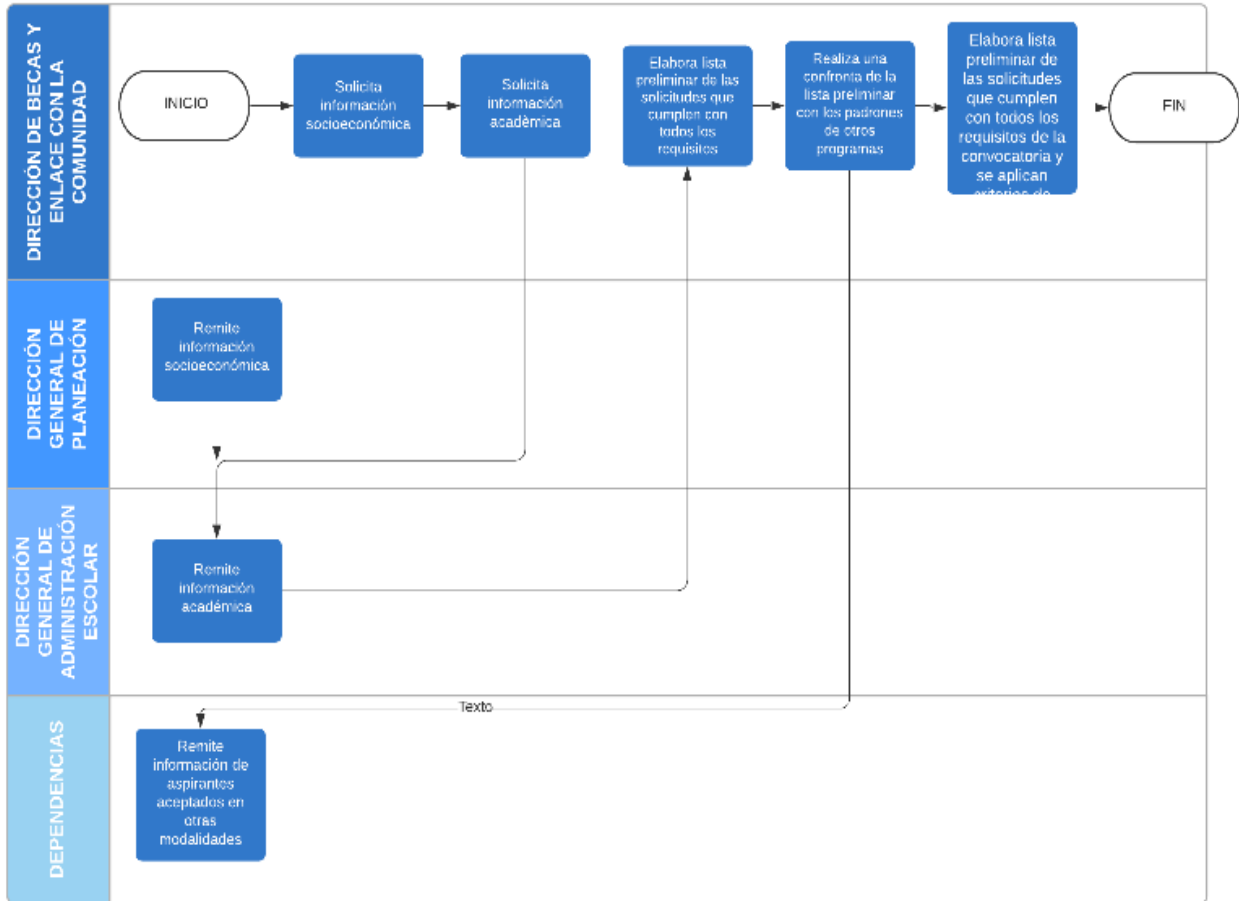 DIRECCIÓN DE BECAS Y
ENLACE CON LA
COMUNIDAD
INICIO
Solicita
información
socioeconómica
Solicita
información
acadèmica
Elabora lista
preliminar de las
solicitudes que
cumplen con
todos los
requisitos
Realiza una
confronta de la
lista preliminar
con los padrones
de otros
programas
Elabora lista
preliminar de
las solicitudes
que cumplen
con todos los
requisitos de la
convocatoria y
se aplican
criterios de
FIN
DIRECCIÓN
GENERAL DE
PLANEACIÓN
Remite
información
socioeconómica
DIRECCIÓN
GENERAL DE
ADMINISTRACIÓN
ESCOLAR
Remite
información
académica
Texto
DEPENDENCIAS
Remite
información de
aspirantes
aceptados en
otras
modalidades